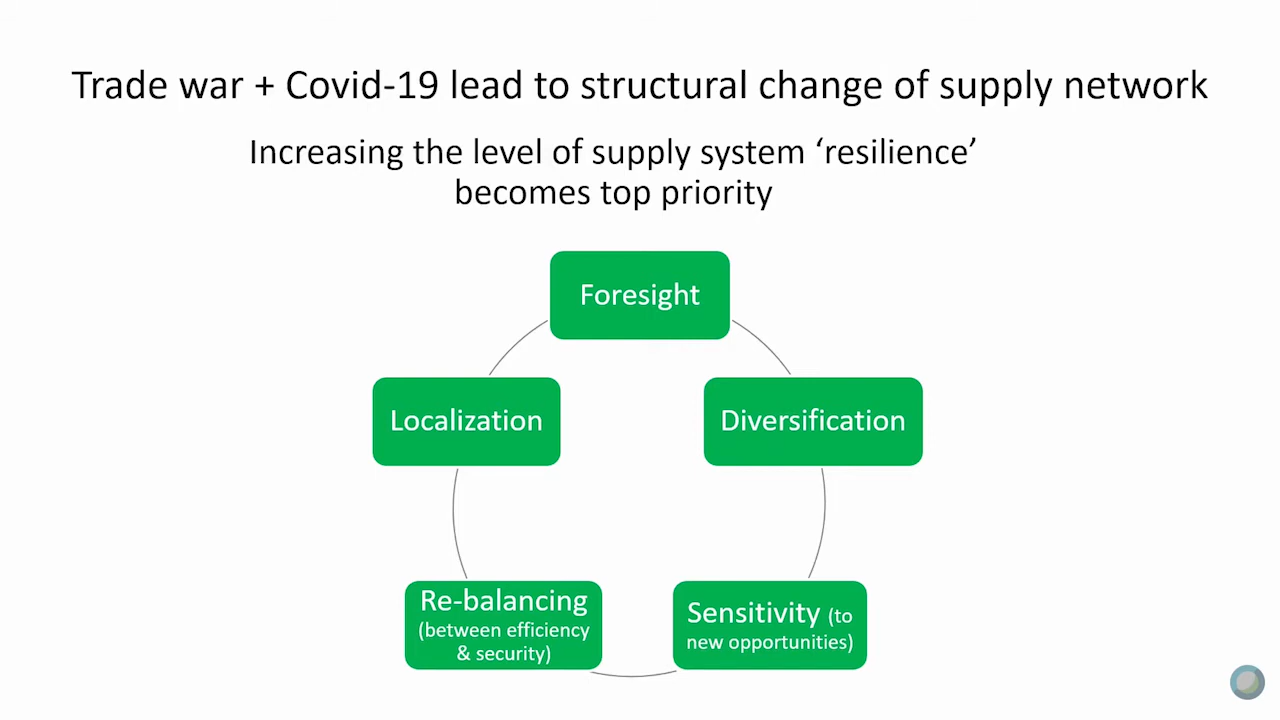 Trade war + Covid-19 lead to structural change of supply network
Increasing the level of supply system ‘resilience’
becomes top priority
Foresight
Localization
Diversification
Re-balancing
(between efficiency
& security)
Sensitivity (to
new opportunities)